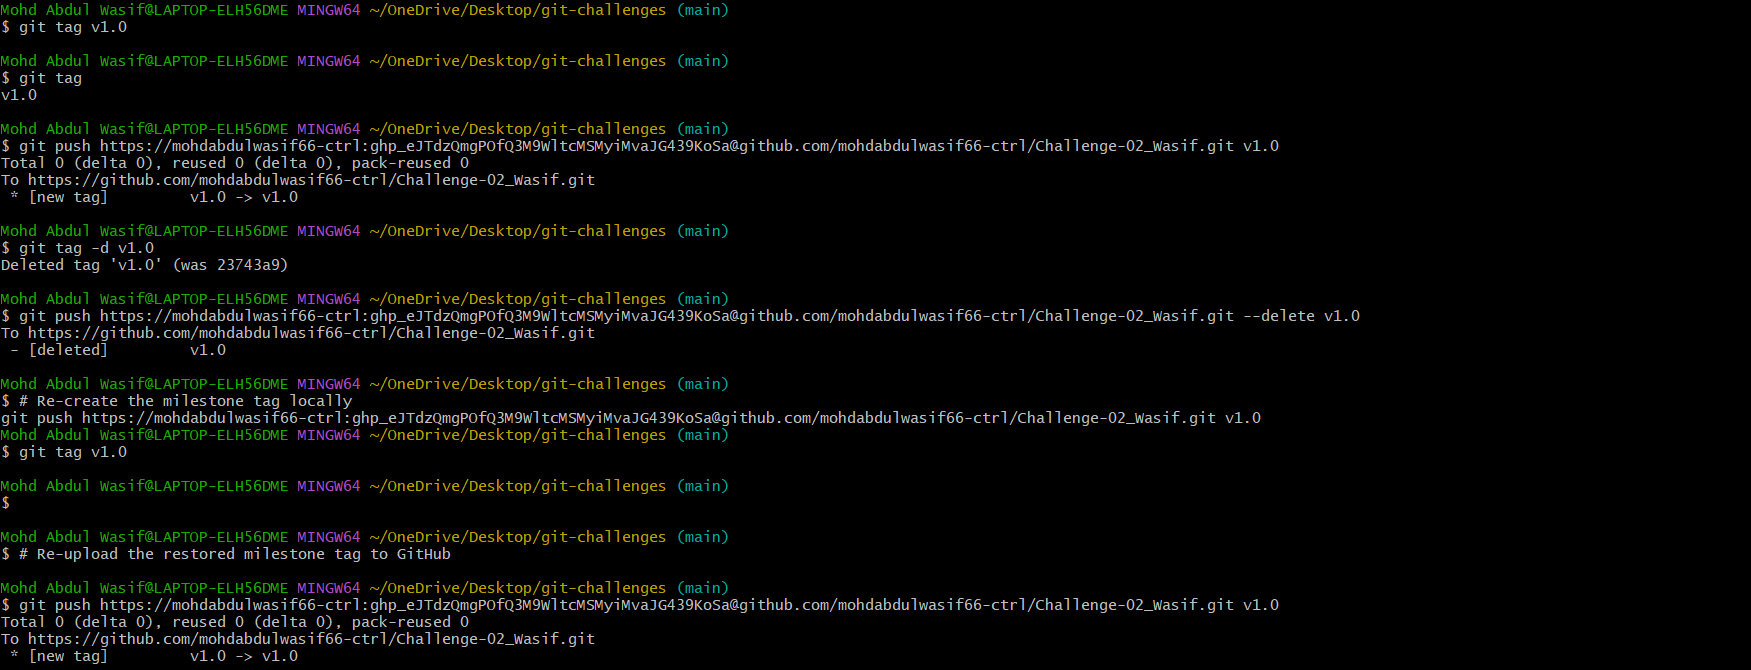 Mohd Abdul Wasif@LAPTOP-ELH56DME MINGW64 ~/OneDrive/Desktop/git-challenges (main)
$ git tag v1.0
Mohd Abdul Wasif@LAPTOP-ELH56DME MINGW64 ~/OneDrive/Desktop/git-challenges (main)
$ git tag
v1.0
Mohd Abdul Wasif@LAPTOP-ELH56DME MINGW64 ~/OneDrive/Desktop/git-challenges (main)
$ git push https://mohdabdulwasif66-ctrl: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@github.com/mohdabdulwasif66-ctrl/Challenge-02_Wasif.git v1.0
Total 0 (delta 0), reused 0 (delta 0), pack-reused 0
To https://github.com/mohdabdulwasif66-ctrl/Challenge-02_Wasif.git
 * [new tag]         v1.0 -> v1.0
Mohd Abdul Wasif@LAPTOP-ELH56DME MINGW64 ~/OneDrive/Desktop/git-challenges (main)
$ git tag -d v1.0
Deleted tag 'v1.0' (was 23743a9)
Mohd Abdul Wasif@LAPTOP-ELH56DME MINGW64 ~/OneDrive/Desktop/git-challenges (main)
$ git push https://mohdabdulwasif66-ctrl: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@github.com/mohdabdulwasif66-ctrl/Challenge-02_Wasif.git --delete v1.0
To https://github.com/mohdabdulwasif66-ctrl/Challenge-02_Wasif.git
 - [deleted]         v1.0
Mohd Abdul Wasif@LAPTOP-ELH56DME MINGW64 ~/OneDrive/Desktop/git-challenges (main)
$ # Re-create the milestone tag locally
git push https://mohdabdulwasif66-ctrl: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@github.com/mohdabdulwasif66-ctrl/Challenge-02_Wasif.git v1.0
Mohd Abdul Wasif@LAPTOP-ELH56DME MINGW64 ~/OneDrive/Desktop/git-challenges (main)
$ git tag v1.0
Mohd Abdul Wasif@LAPTOP-ELH56DME MINGW64 ~/OneDrive/Desktop/git-challenges (main)
$
Mohd Abdul Wasif@LAPTOP-ELH56DME MINGW64 ~/OneDrive/Desktop/git-challenges (main)
$ # Re-upload the restored milestone tag to GitHub
Mohd Abdul Wasif@LAPTOP-ELH56DME MINGW64 ~/OneDrive/Desktop/git-challenges (main)
$ git push https://mohdabdulwasif66-ctrl: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@github.com/mohdabdulwasif66-ctrl/Challenge-02_Wasif.git v1.0
Total 0 (delta 0), reused 0 (delta 0), pack-reused 0
To https://github.com/mohdabdulwasif66-ctrl/Challenge-02_Wasif.git
 * [new tag]         v1.0 -> v1.0